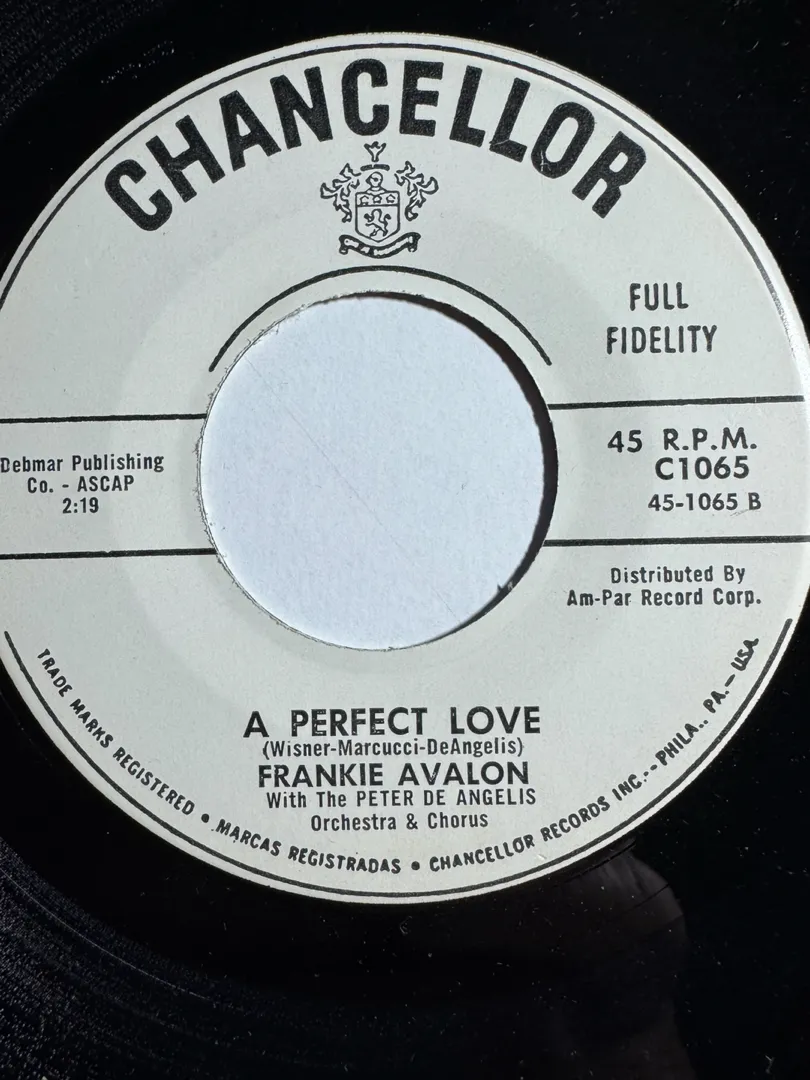 CHANCELLOR
FULL
FIDELITY
Debmar Publishing
Co. - ASCAP
2:19
45 R.P.M.
C1065
45-1065 B
Distributed By
Am-Par Record Corp.
A PERFECT LOVE
(Wisner-Marcucci-DeAngelis)
FRANKIE AVALON
With The PETER DE ANGELIS
Orchestra & Chorus
TRADE MARKS REGISTERED • MARCAS REGISTRADAS • CHANCELLOR RECORDS INC.-- PHILA., PA.-- USA